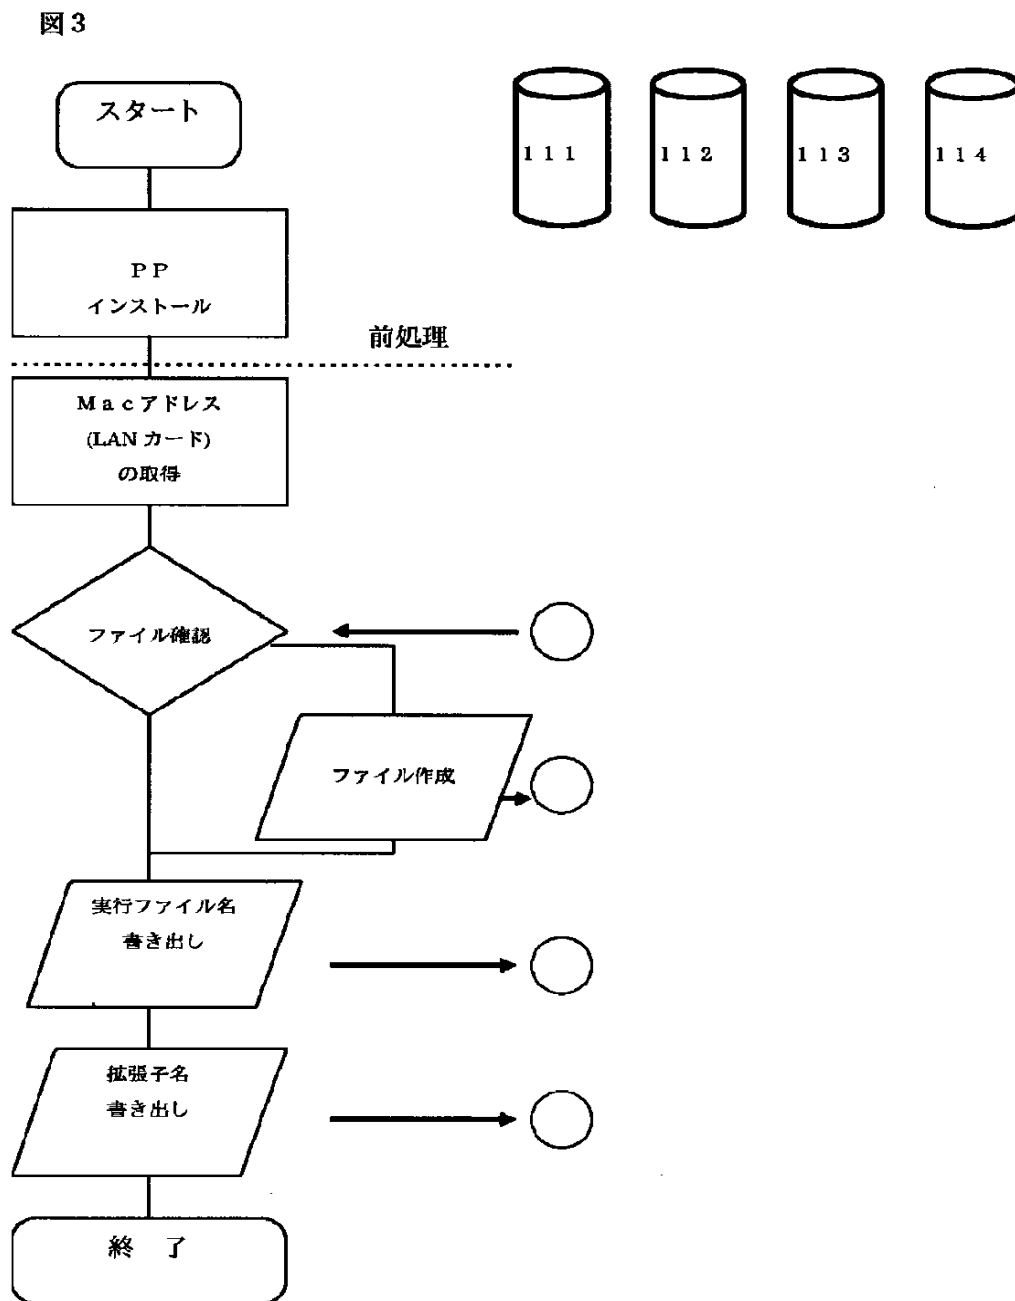 図3
スタート
111
112
113
114
PP
インストール
前処理
Macアドレス
(LANカード)
の取得
ファイル確認
ファイル作成
実行ファイル名
書き出し
拡張子名
書き出し
終 了